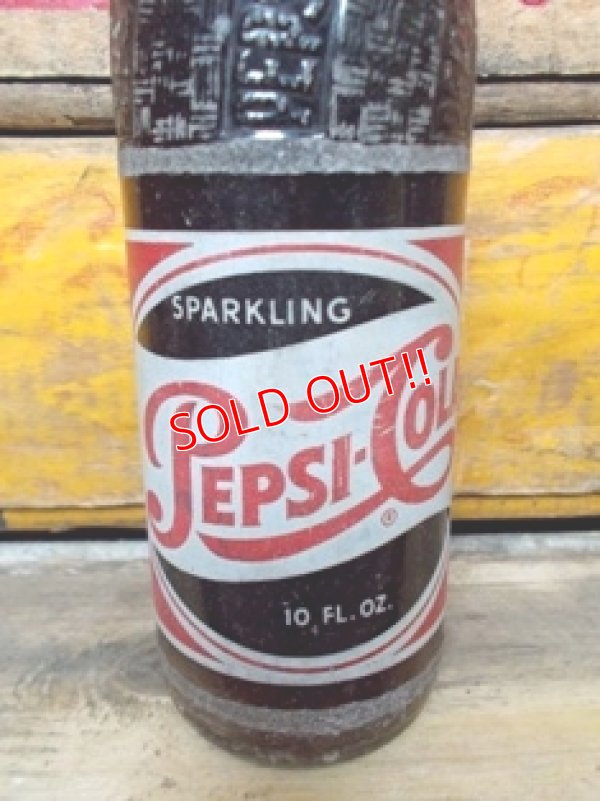 SPARKLING
PEPSI-COLA
®
10 FL. OZ.
SOLD OUT!!